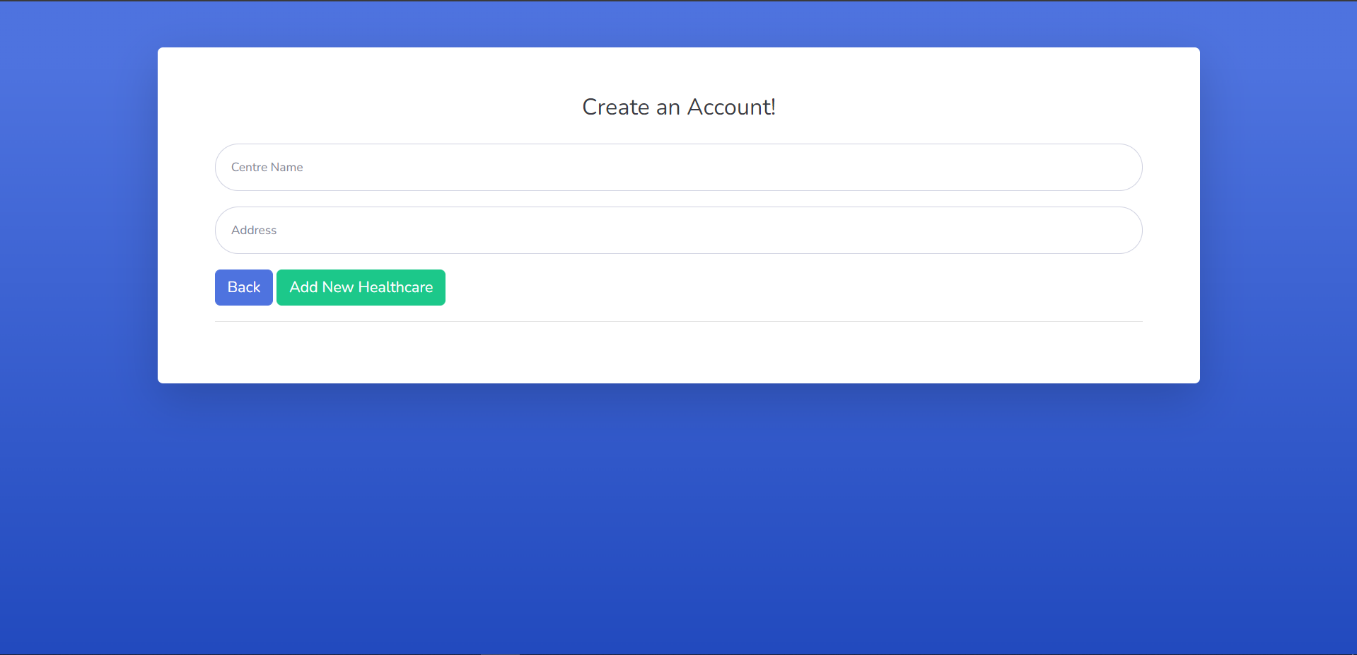 Create an Account!
Centre Name
Address
Back Add New Healthcare